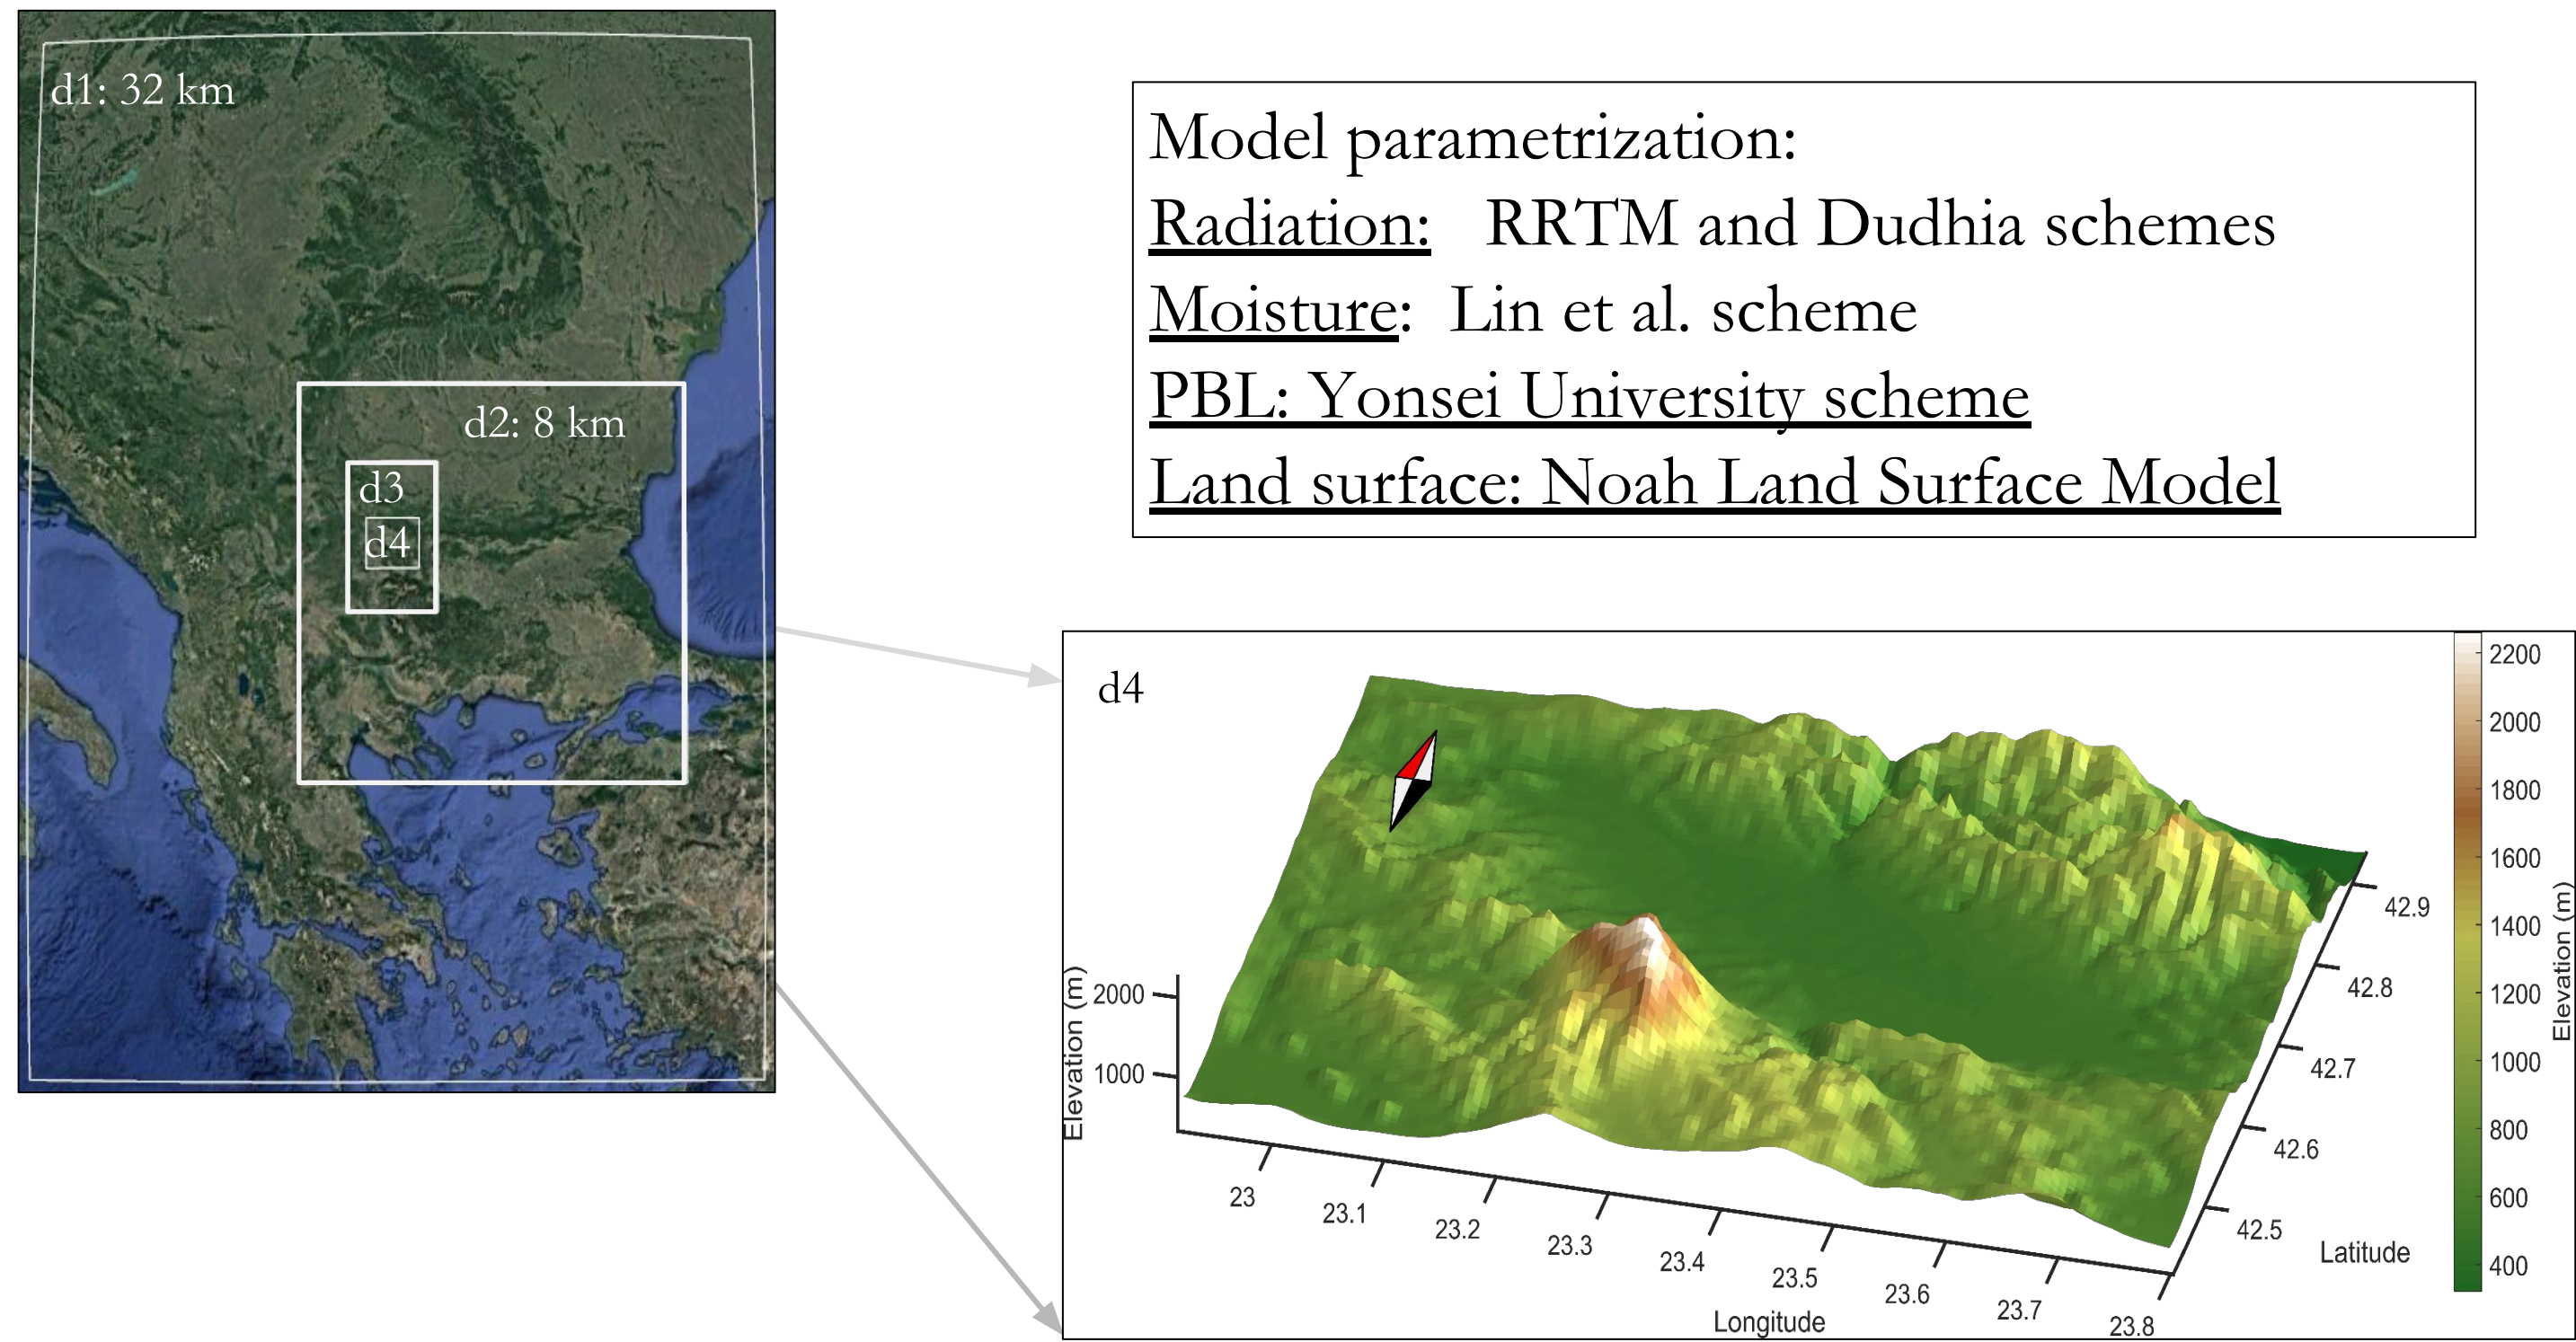 d1: 32 km
d2: 8 km
d3
d4
Model parametrization:
Radiation: RRTM and Dudhia schemes
Moisture: Lin et al. scheme
PBL: Yonsei University scheme
Land surface: Noah Land Surface Model
d4
Elevation (m)
2000
1000
23
23.1
23.2
23.3
23.4
23.5
23.6
23.7
23.8
Longitude
42.9
42.8
42.7
42.6
42.5
Latitude
2200
2000
1800
1600
1400
1200
1000
800
600
400
Elevation (m)